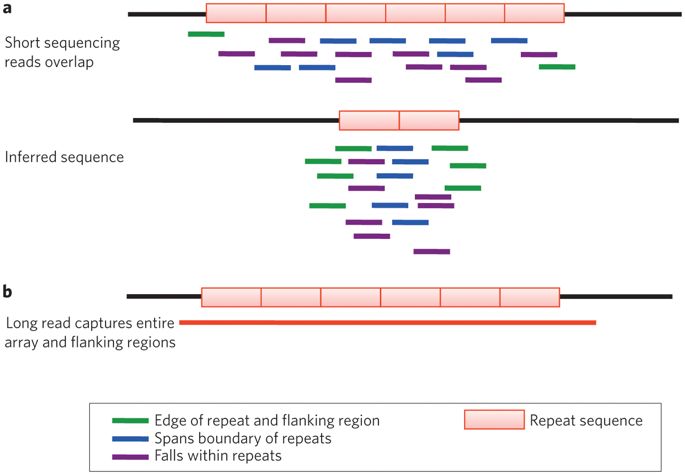 a
Short sequencing
reads overlap
Inferred sequence
b
Long read captures entire
array and flanking regions
Edge of repeat and flanking region
Spans boundary of repeats
Falls within repeats
Repeat sequence